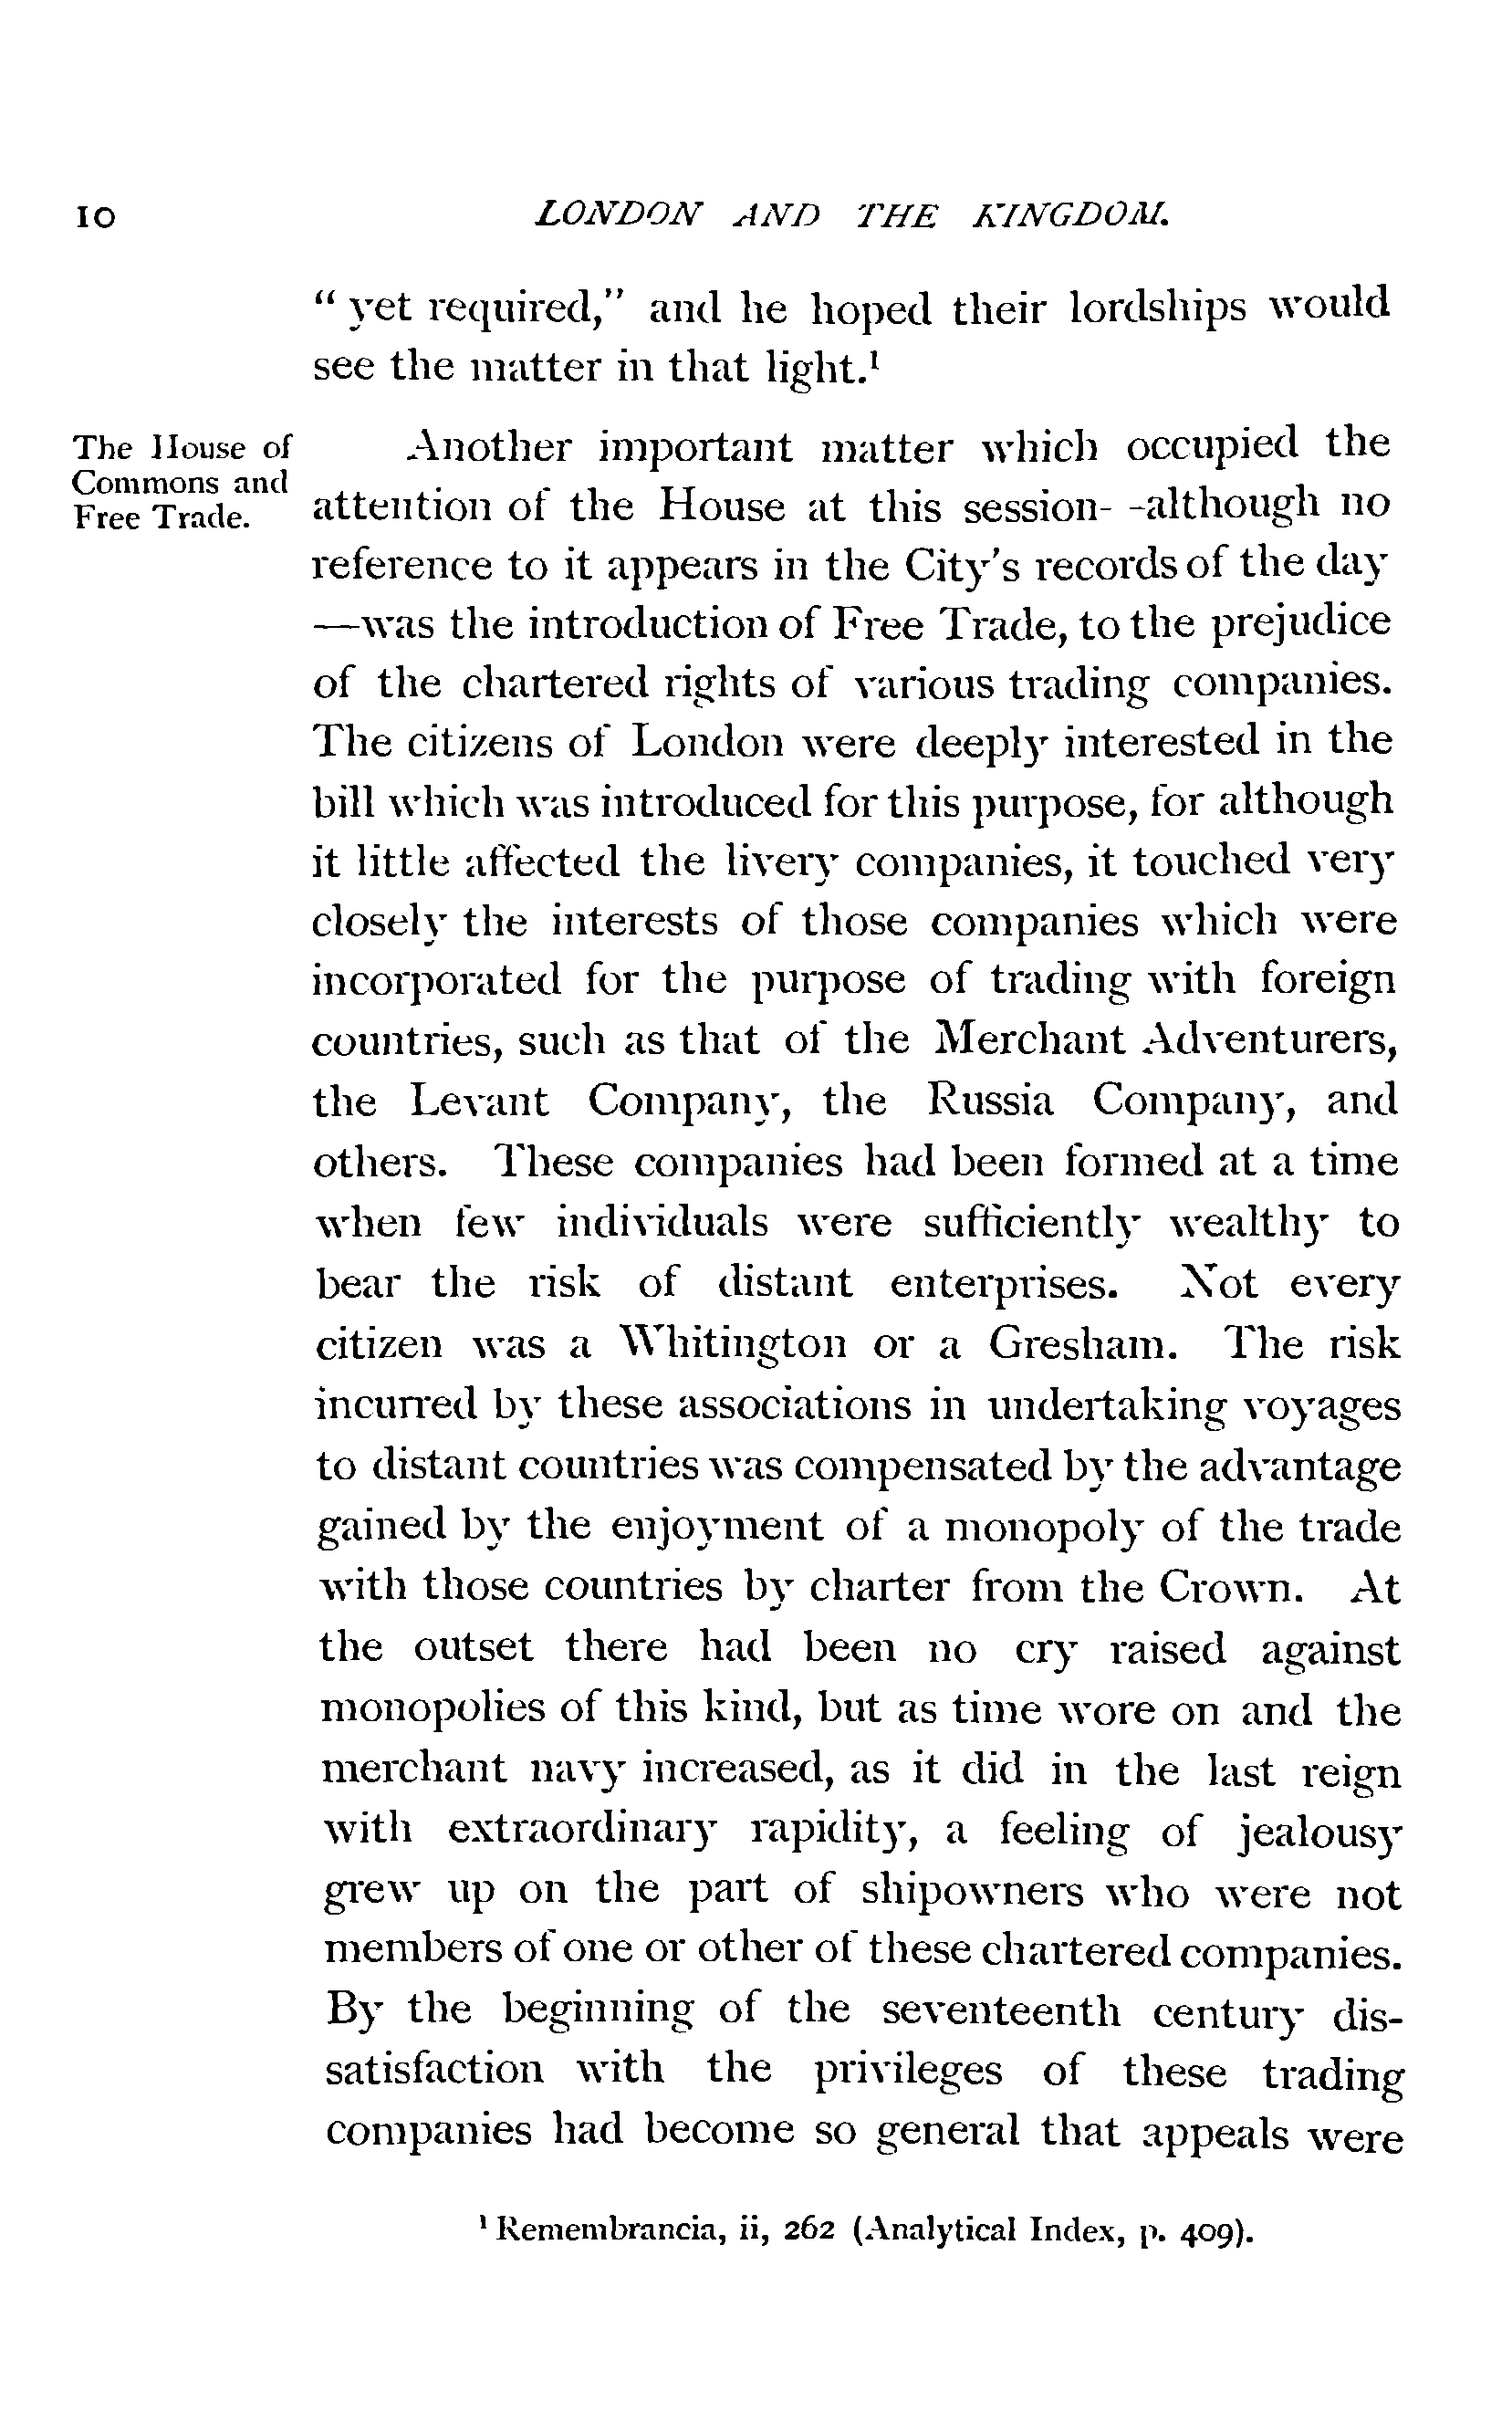 10 LONDON AND THE KINGDOM.
“ yet required,” and he hoped their lordships would
see the matter in that light.¹
The House of
Commons and
Free Trade.
Another important matter which occupied the
attention of the House at this session- -although no
reference to it appears in the City's records of the day
—was the introduction of Free Trade, to the prejudice
of the chartered rights of various trading companies.
The citizens of London were deeply interested in the
bill which was introduced for this purpose, for although
it little affected the livery companies, it touched very
closely the interests of those companies which were
incorporated for the purpose of trading with foreign
countries, such as that of the Merchant Adventurers,
the Levant Company, the Russia Company, and
others. These companies had been formed at a time
when few individuals were sufficiently wealthy to
bear the risk of distant enterprises. Not every
citizen was a Whitington or a Gresham. The risk
incurred by these associations in undertaking voyages
to distant countries was compensated by the advantage
gained by the enjoyment of a monopoly of the trade
with those countries by charter from the Crown. At
the outset there had been no cry raised against
monopolies of this kind, but as time wore on and the
merchant navy increased, as it did in the last reign
with extraordinary rapidity, a feeling of jealousy
grew up on the part of shipowners who were not
members of one or other of these chartered companies.
By the beginning of the seventeenth century dis-
satisfaction with the privileges of these trading
companies had become so general that appeals were
¹ Remembrancia, ii, 262 (Analytical Index, p. 409).